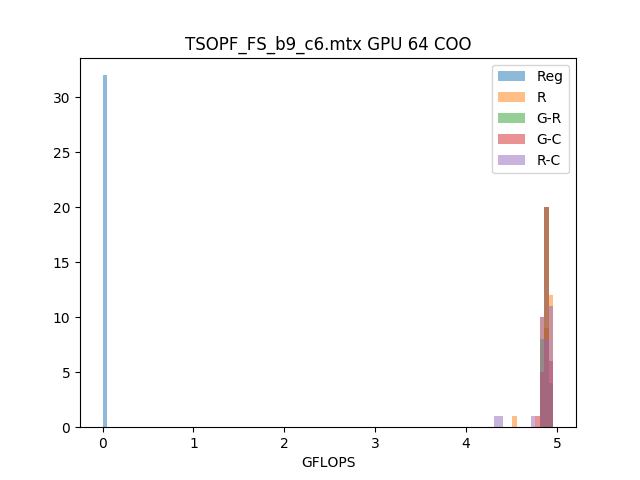 TSOPF_FS_b9_c6.mtx GPU 64 COO
Reg
R
G-R
G-C
R-C
30
25
20
15
10
5
0
0 1 2 3 4 5
GFLOPS